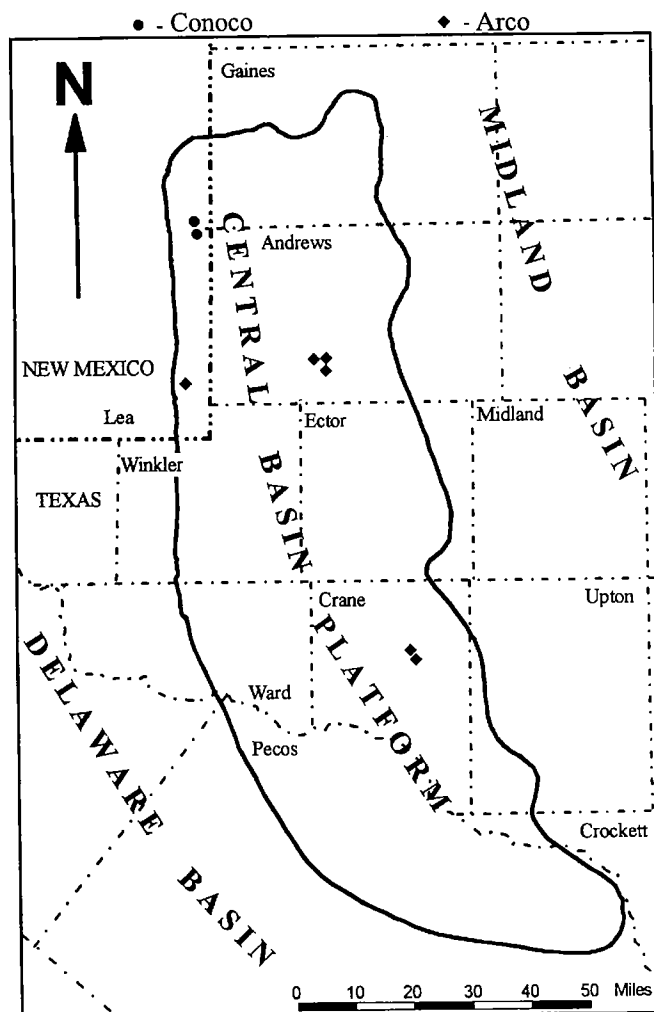 - Conoco - Arco
N
Gaines
MIDLAND BASIN
CENTRAL BASIN PLATFORM
Andrews
NEW MEXICO
Lea
Ector
Midland
Winkler
TEXAS
Crane
Upton
DELAWARE BASIN
Ward
Pecos
Crockett
0 10 20 30 40 50 Miles